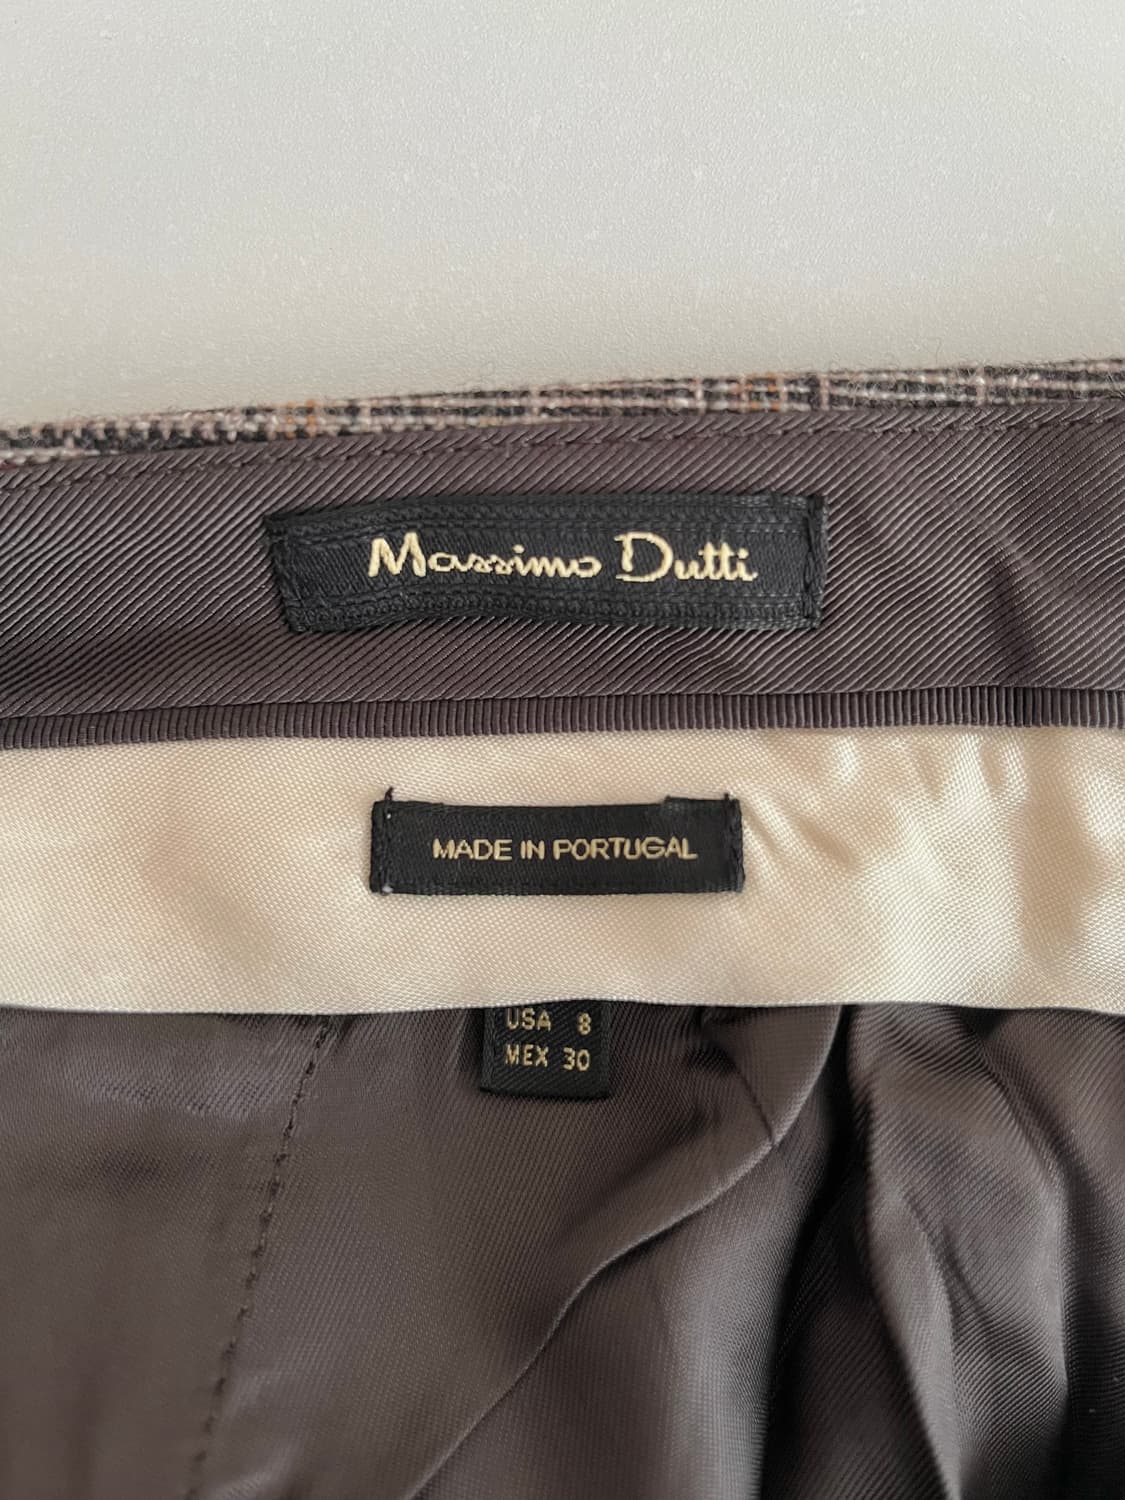 Massimo Dutti
MADE IN PORTUGAL
USA 8
MEX 30